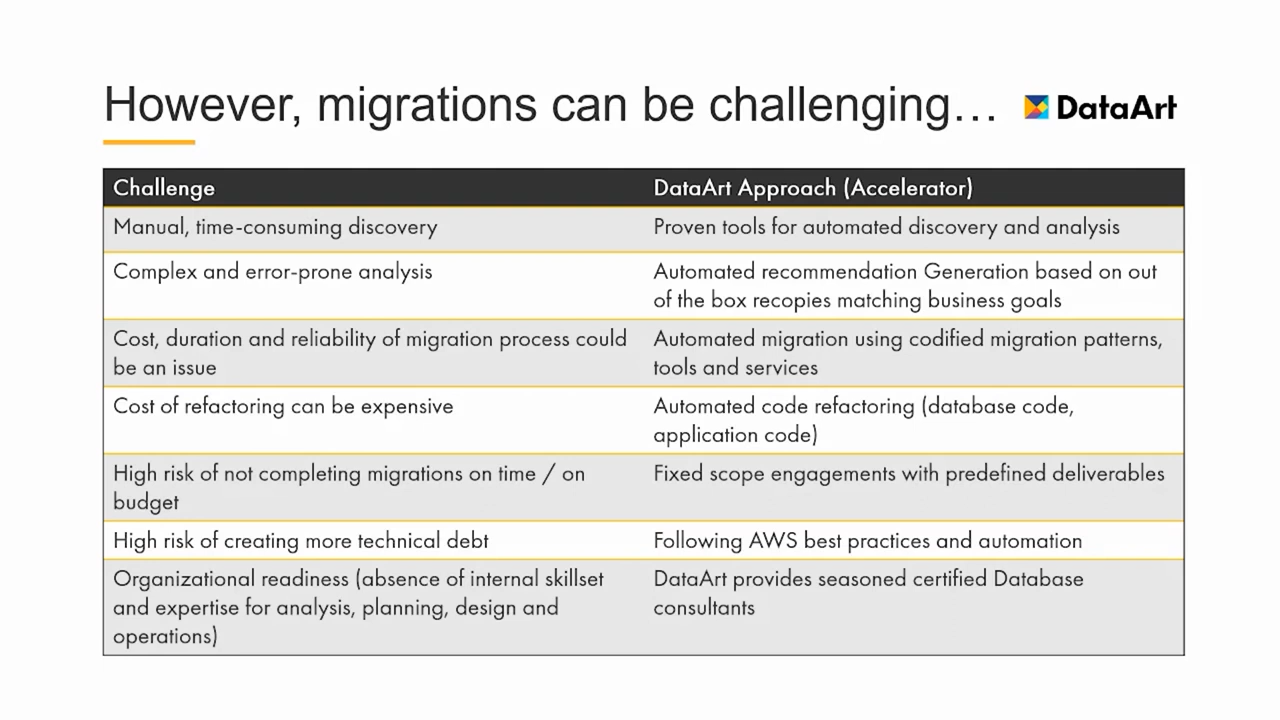 However, migrations can be challenging…
DataArt
Challenge
DataArt Approach (Accelerator)
Manual, time-consuming discovery
Proven tools for automated discovery and analysis
Complex and error-prone analysis
Automated recommendation Generation based on out
of the box recopies matching business goals
Cost, duration and reliability of migration process could
be an issue
Automated migration using codified migration patterns,
tools and services
Cost of refactoring can be expensive
Automated code refactoring (database code,
application code)
High risk of not completing migrations on time / on
budget
Fixed scope engagements with predefined deliverables
High risk of creating more technical debt
Following AWS best practices and automation
Organizational readiness (absence of internal skillset
and expertise for analysis, planning, design and
operations)
DataArt provides seasoned certified Database
consultants